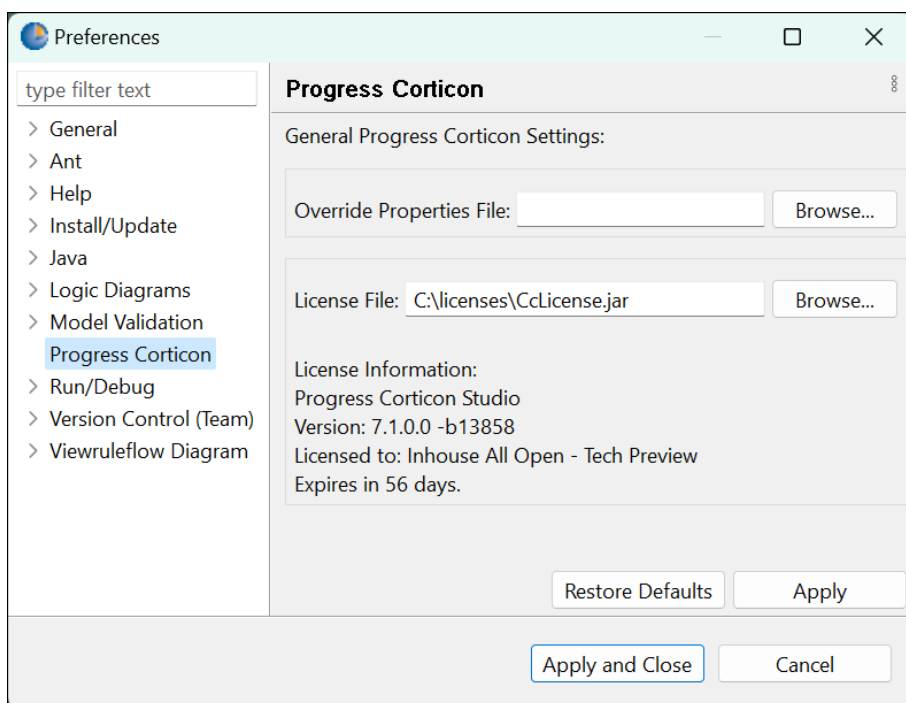 Preferences
type filter text
General
Ant
Help
Install/Update
Java
Logic Diagrams
Model Validation
Progress Corticon
Run/Debug
Version Control (Team)
Viewruleflow Diagram
Progress Corticon
General Progress Corticon Settings:
Override Properties File: Browse...
License File: C:\licenses\CcLicense.jar Browse...
License Information:
Progress Corticon Studio
Version: 7.1.0.0 -b13858
Licensed to: Inhouse All Open - Tech Preview
Expires in 56 days.
Restore Defaults Apply
Apply and Close Cancel